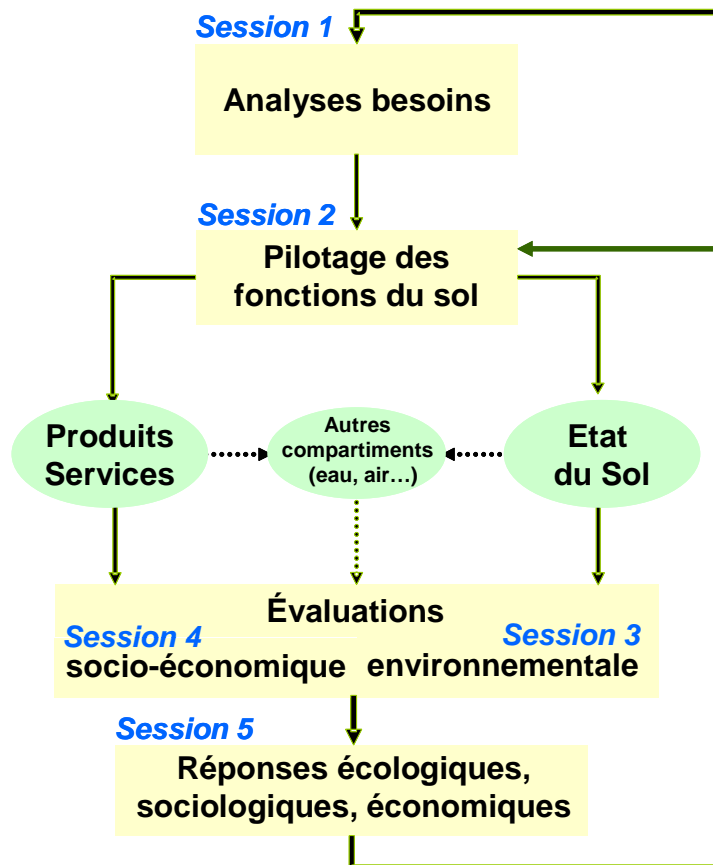 Session 1
Analyses besoins
Session 2
Pilotage des
fonctions du sol
Produits
Services
Autres
compartiments
(eau, air…)
Etat
du Sol
Évaluations
Session 4
Session 3
socio-économique environnementale
Session 5
Réponses écologiques,
sociologiques, économiques